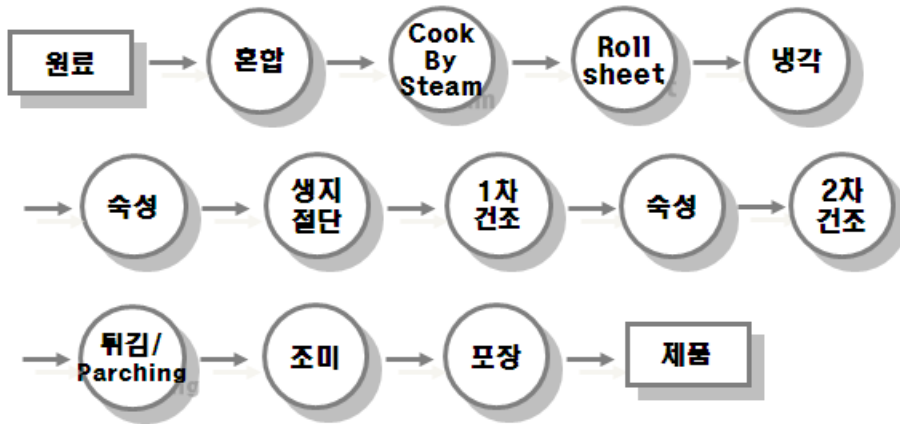 원료
혼합
Cook
By
Steam
Roll
sheet
냉각
숙성
생지
절단
1차
건조
숙성
2차
건조
튀김/
Parching
조미
포장
제품